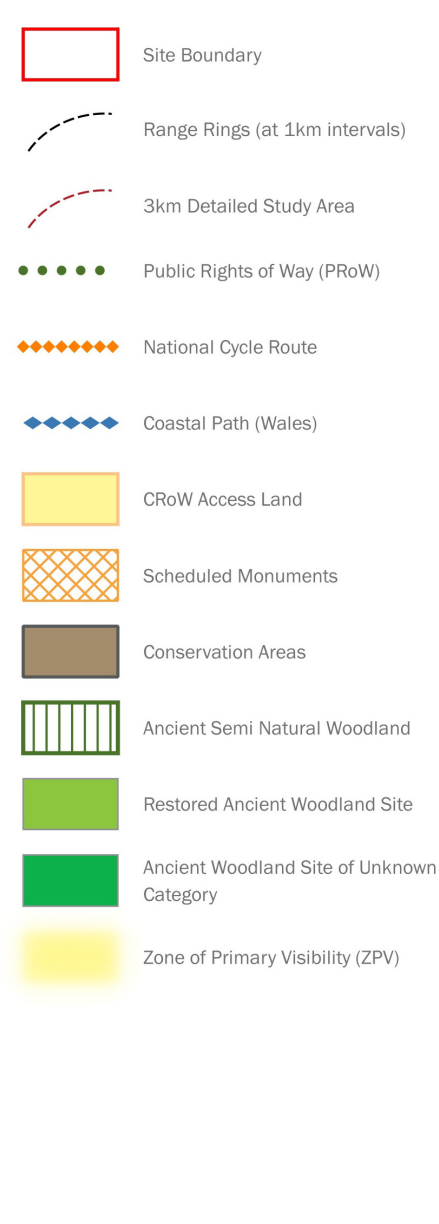 Site Boundary
Range Rings (at 1km intervals)
3km Detailed Study Area
Public Rights of Way (PRoW)
National Cycle Route
Coastal Path (Wales)
CRoW Access Land
Scheduled Monuments
Conservation Areas
Ancient Semi Natural Woodland
Restored Ancient Woodland Site
Ancient Woodland Site of Unknown
Category
Zone of Primary Visibility (ZPV)